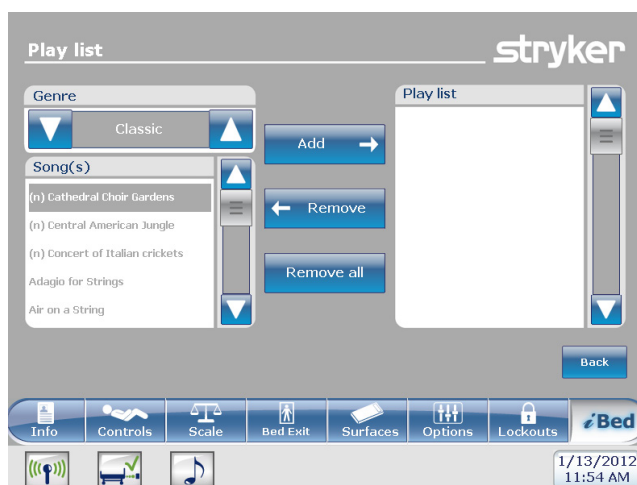 Play list
stryker
Genre
Classic
Song(s)
(n) Cathedral Choir Gardens
(n) Central American Jungle
(n) Concert of Italian crickets
Adagio for Strings
Air on a String
Add
Remove
Remove all
Play list
Back
Info
Controls
Scale
Bed Exit
Surfaces
Options
Lockouts
iBed
1/13/2012
11:54 AM